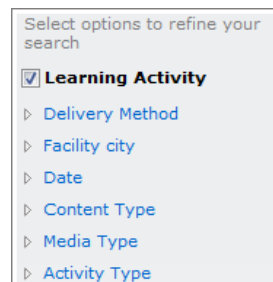 Select options to refine your
search
Learning Activity
Delivery Method
Facility city
Date
Content Type
Media Type
Activity Type